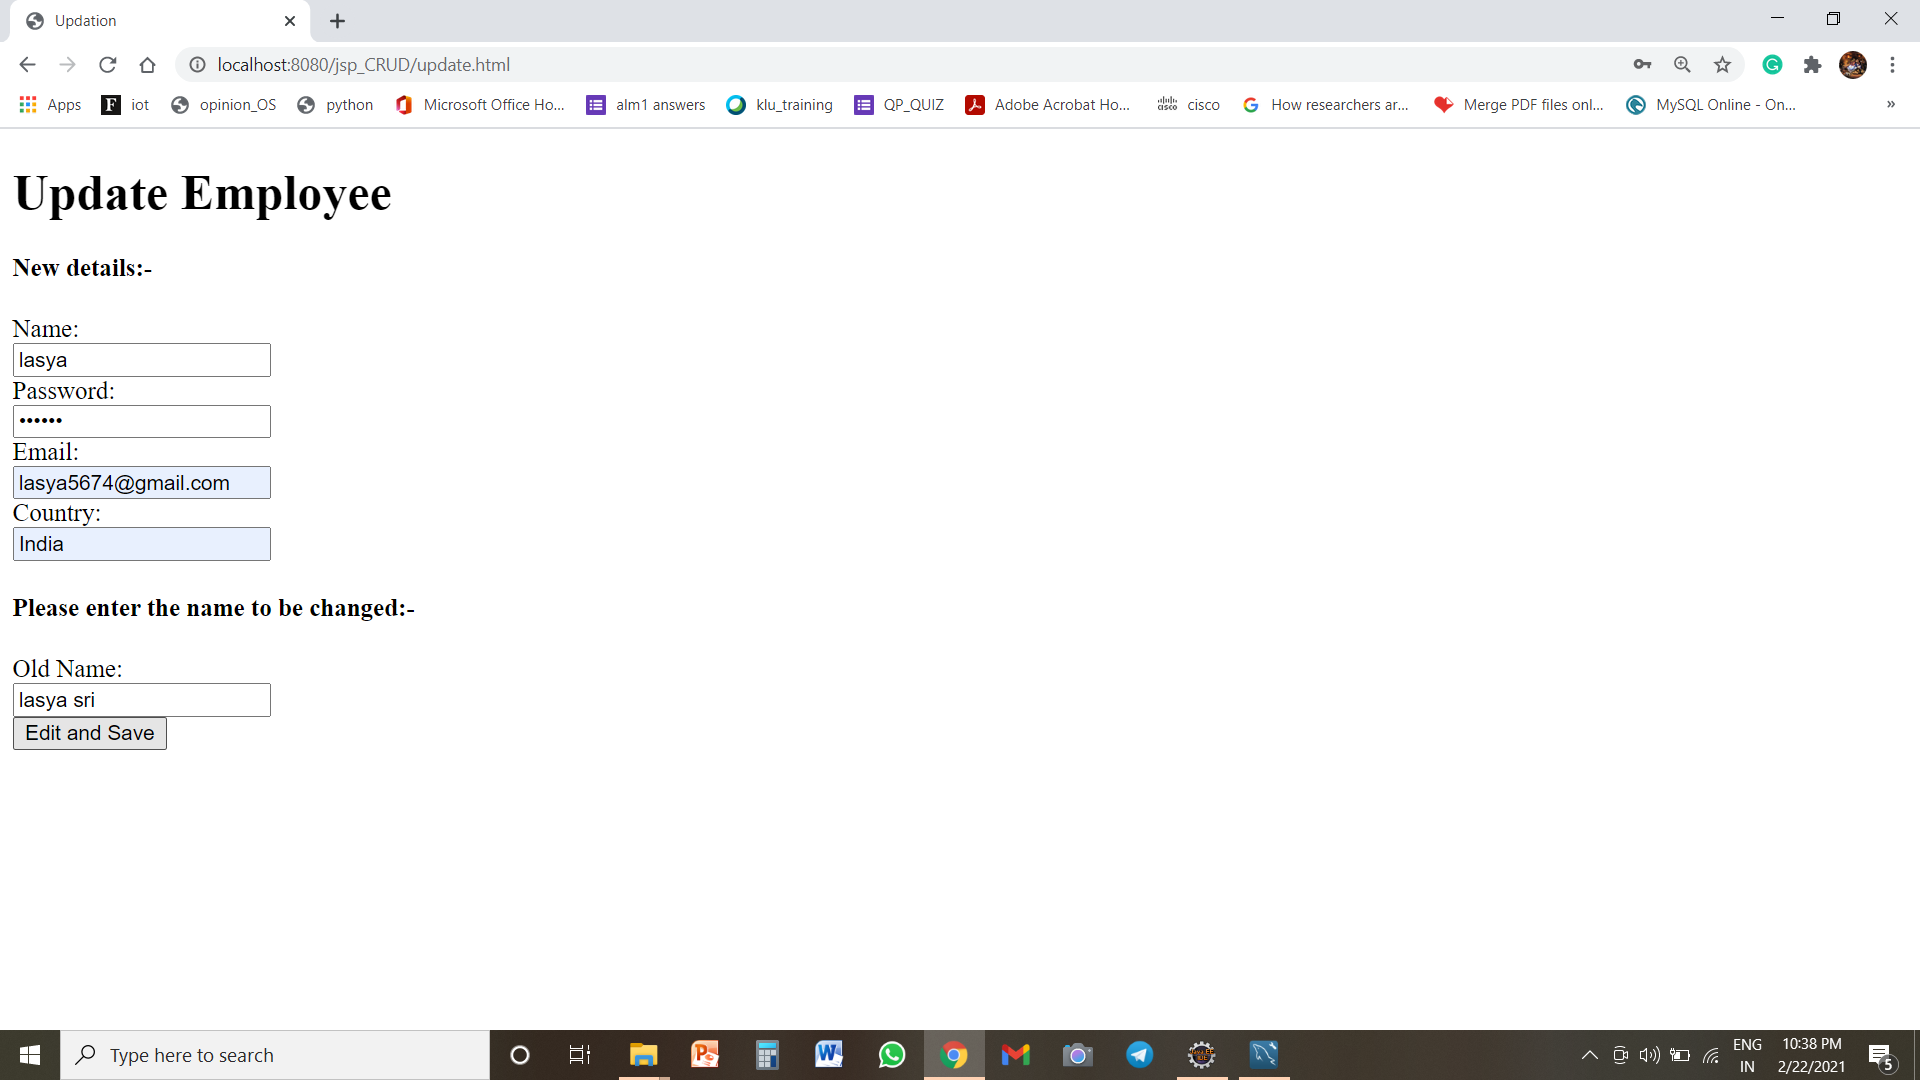 Updation
localhost:8080/jsp_CRUD/update.html
Apps F iot opinion_OS python Microsoft Office Ho... alm1 answers klu_training QP_QUIZ Adobe Acrobat Ho... cisco How researchers ar... Merge PDF files onl... MySQL Online - On... »
Update Employee
New details:-
Name:
lasya
Password:
••••••
Email:
lasya5674@gmail.com
Country:
India
Please enter the name to be changed:-
Old Name:
lasya sri
Edit and Save
Type here to search
ENG
IN
10:38 PM
2/22/2021
5